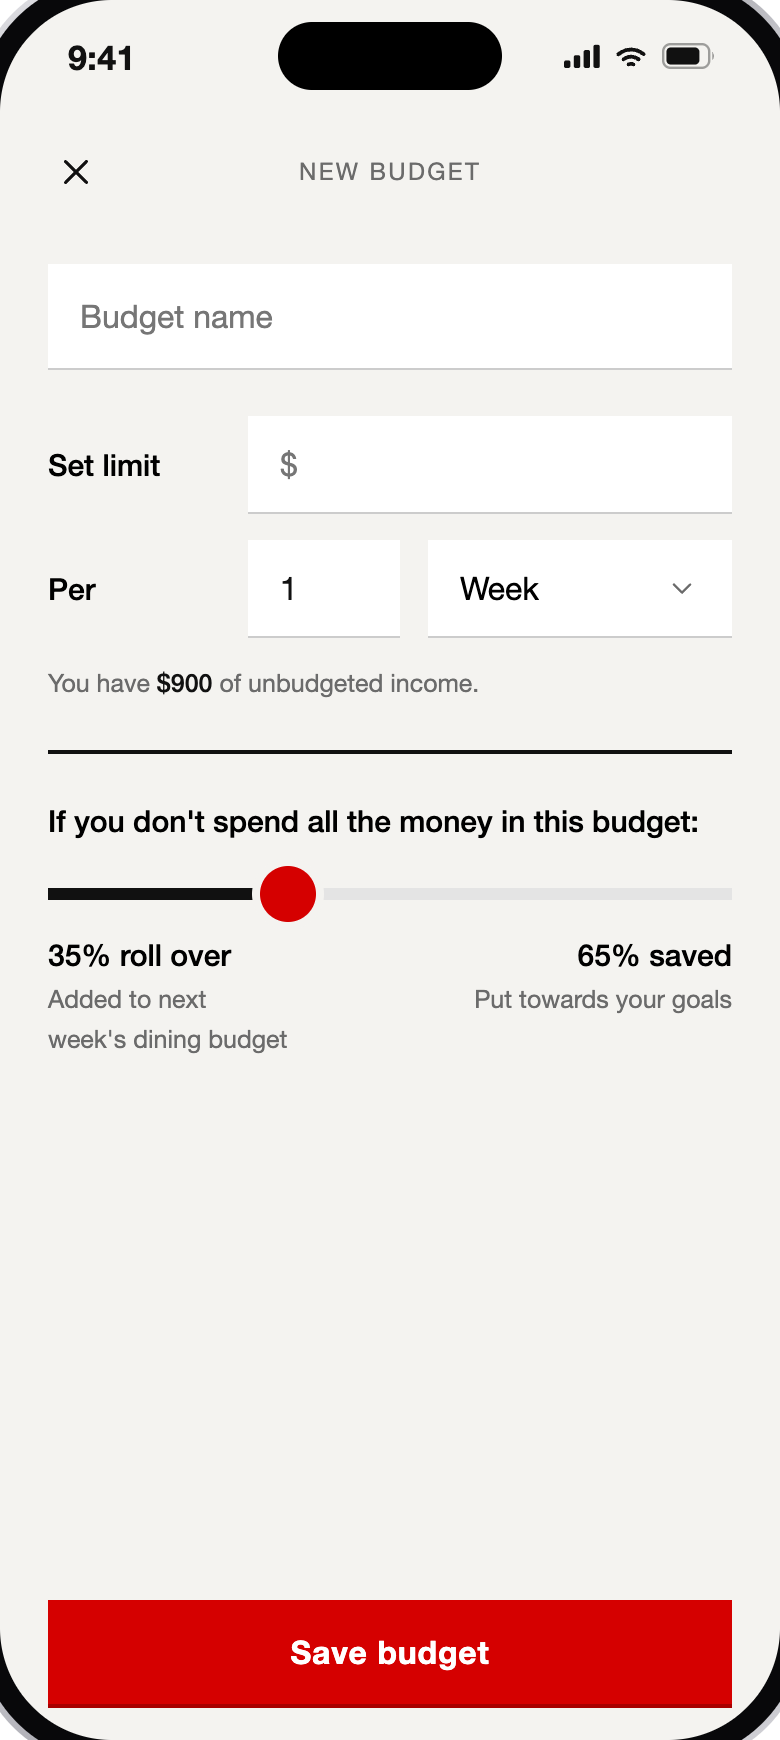 9:41
NEW BUDGET
Budget name
Set limit
$
Per
1
Week
You have $900 of unbudgeted income.
If you don't spend all the money in this budget:
35% roll over
65% saved
Added to next
week's dining budget
Put towards your goals
Save budget